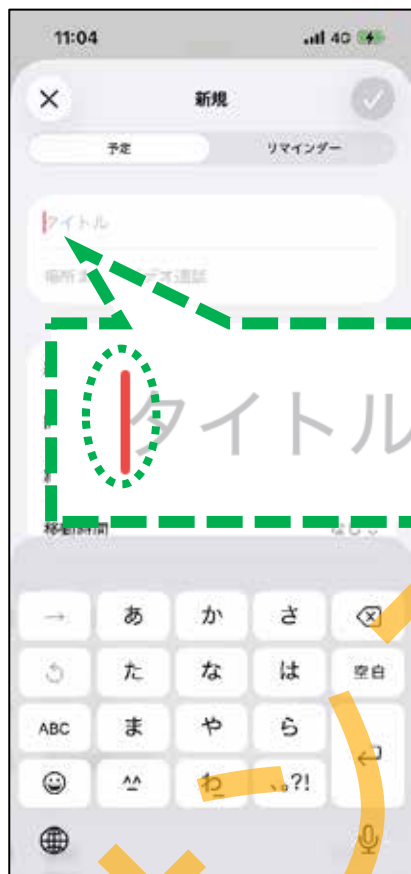 11:04
4G
新規
予定
リマインダー
タイトル
タイトル
移動時間
なし
→
あ
か
さ
た
な
は
空白
ABC
ま
や
ら
^^
わ
、。?!